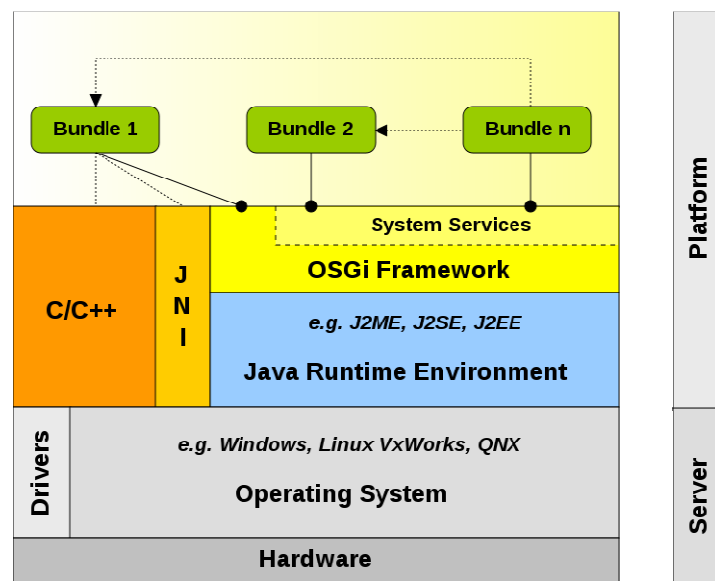 Bundle 1
Bundle 2
Bundle n
System Services
OSGi Framework
C/C++
J
N
I
e.g. J2ME, J2SE, J2EE
Java Runtime Environment
Drivers
e.g. Windows, Linux VxWorks, QNX
Operating System
Hardware
Platform
Server